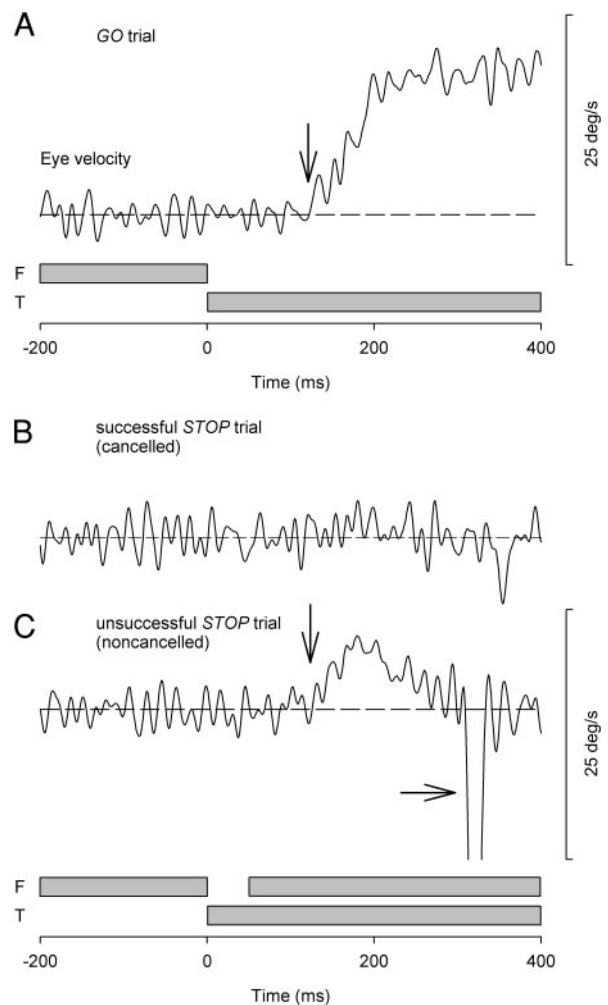 A
GO trial
Eye velocity
25 deg/s
F
T
-200 0 200 400
Time (ms)
B
successful STOP trial
(cancelled)
C
unsuccessful STOP trial
(noncancelled)
25 deg/s
F
T
-200 0 200 400
Time (ms)